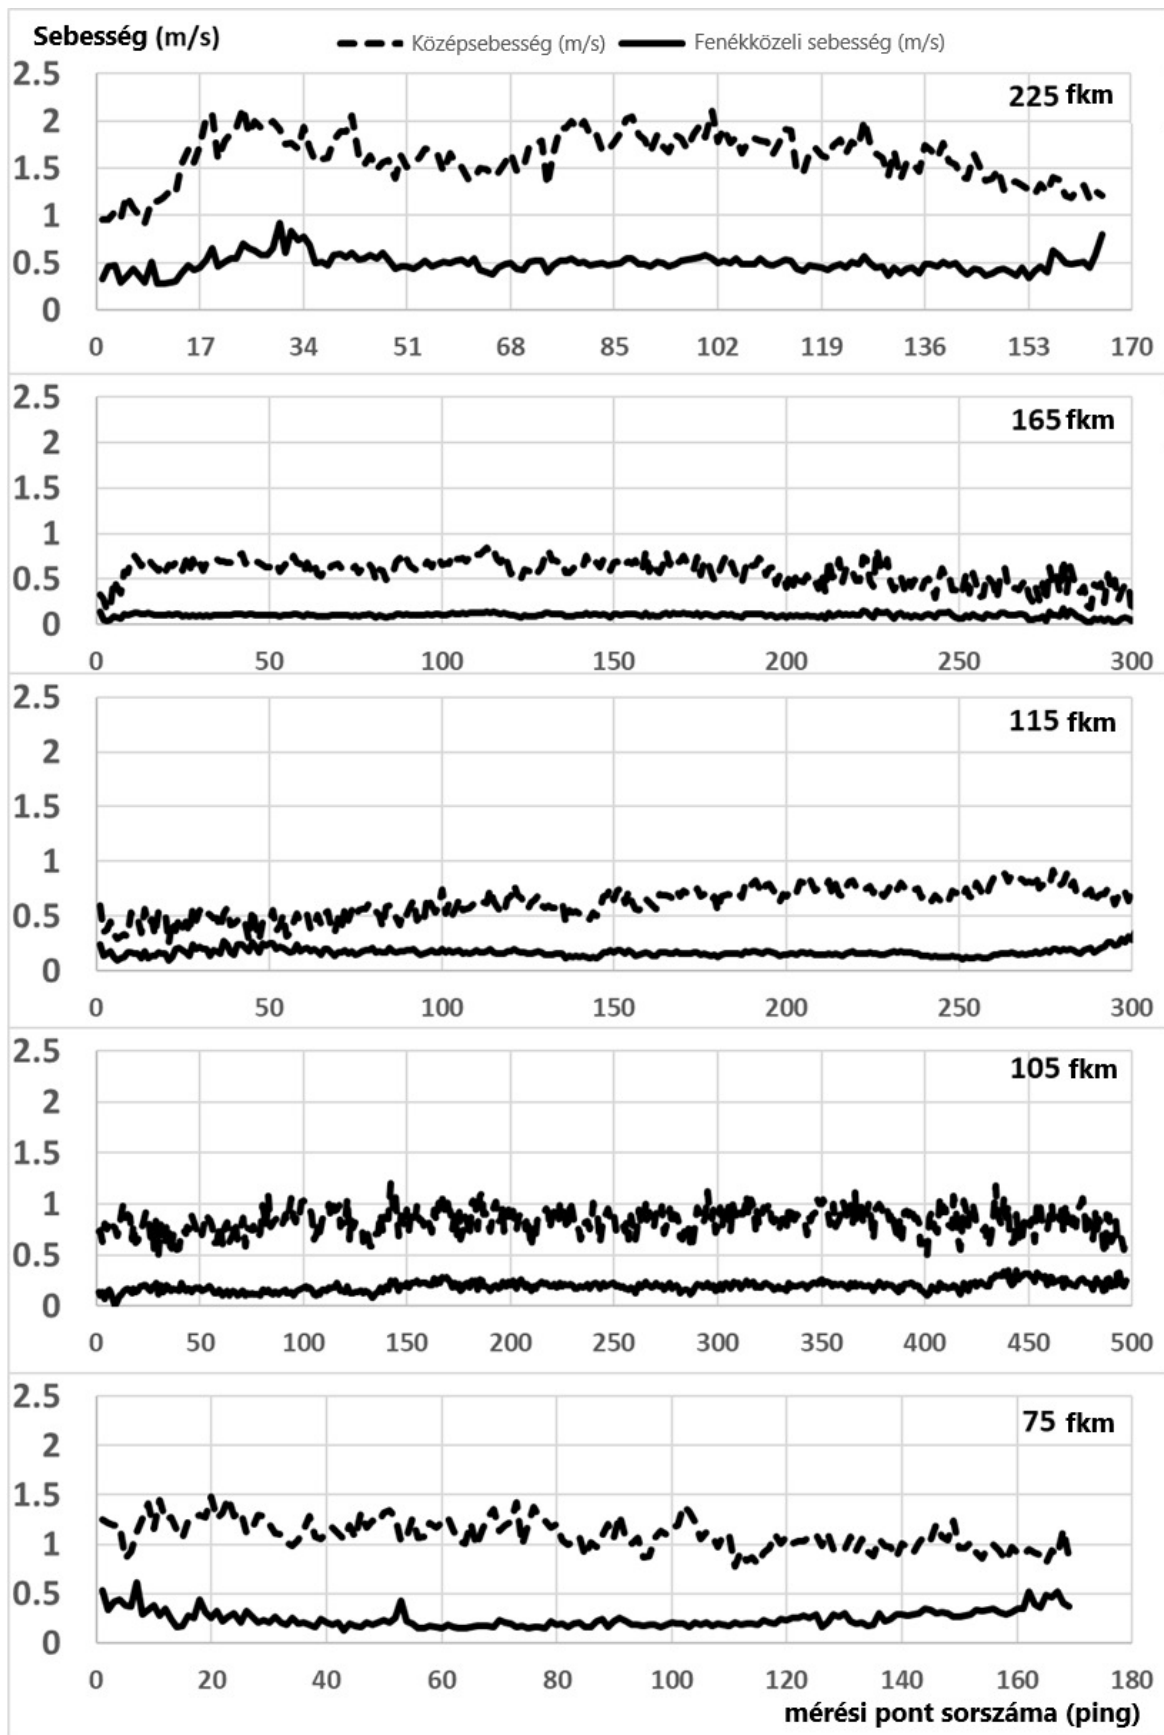 Sebesség (m/s)
Középsebesség (m/s) Fenékközeli sebesség (m/s)
225 fkm
2.5
2
1.5
1
0.5
0
0 17 34 51 68 85 102 119 136 153 170
165 fkm
2.5
2
1.5
1
0.5
0
0 50 100 150 200 250 300
115 fkm
2.5
2
1.5
1
0.5
0
0 50 100 150 200 250 300
105 fkm
2.5
2
1.5
1
0.5
0
0 50 100 150 200 250 300 350 400 450 500
75 fkm
2.5
2
1.5
1
0.5
0
0 20 40 60 80 100 120 140 160 180
mérési pont sorszáma (ping)